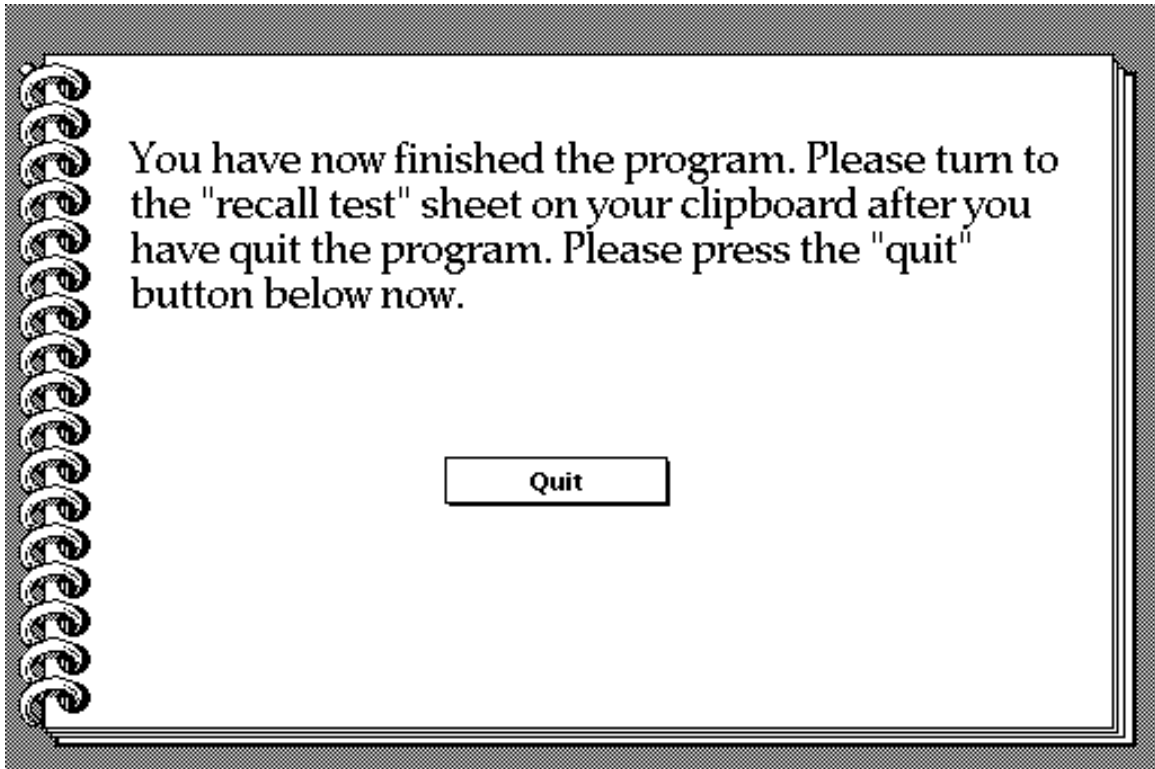 You have now finished the program. Please turn to
the "recall test" sheet on your clipboard after you
have quit the program. Please press the "quit"
button below now.
Quit